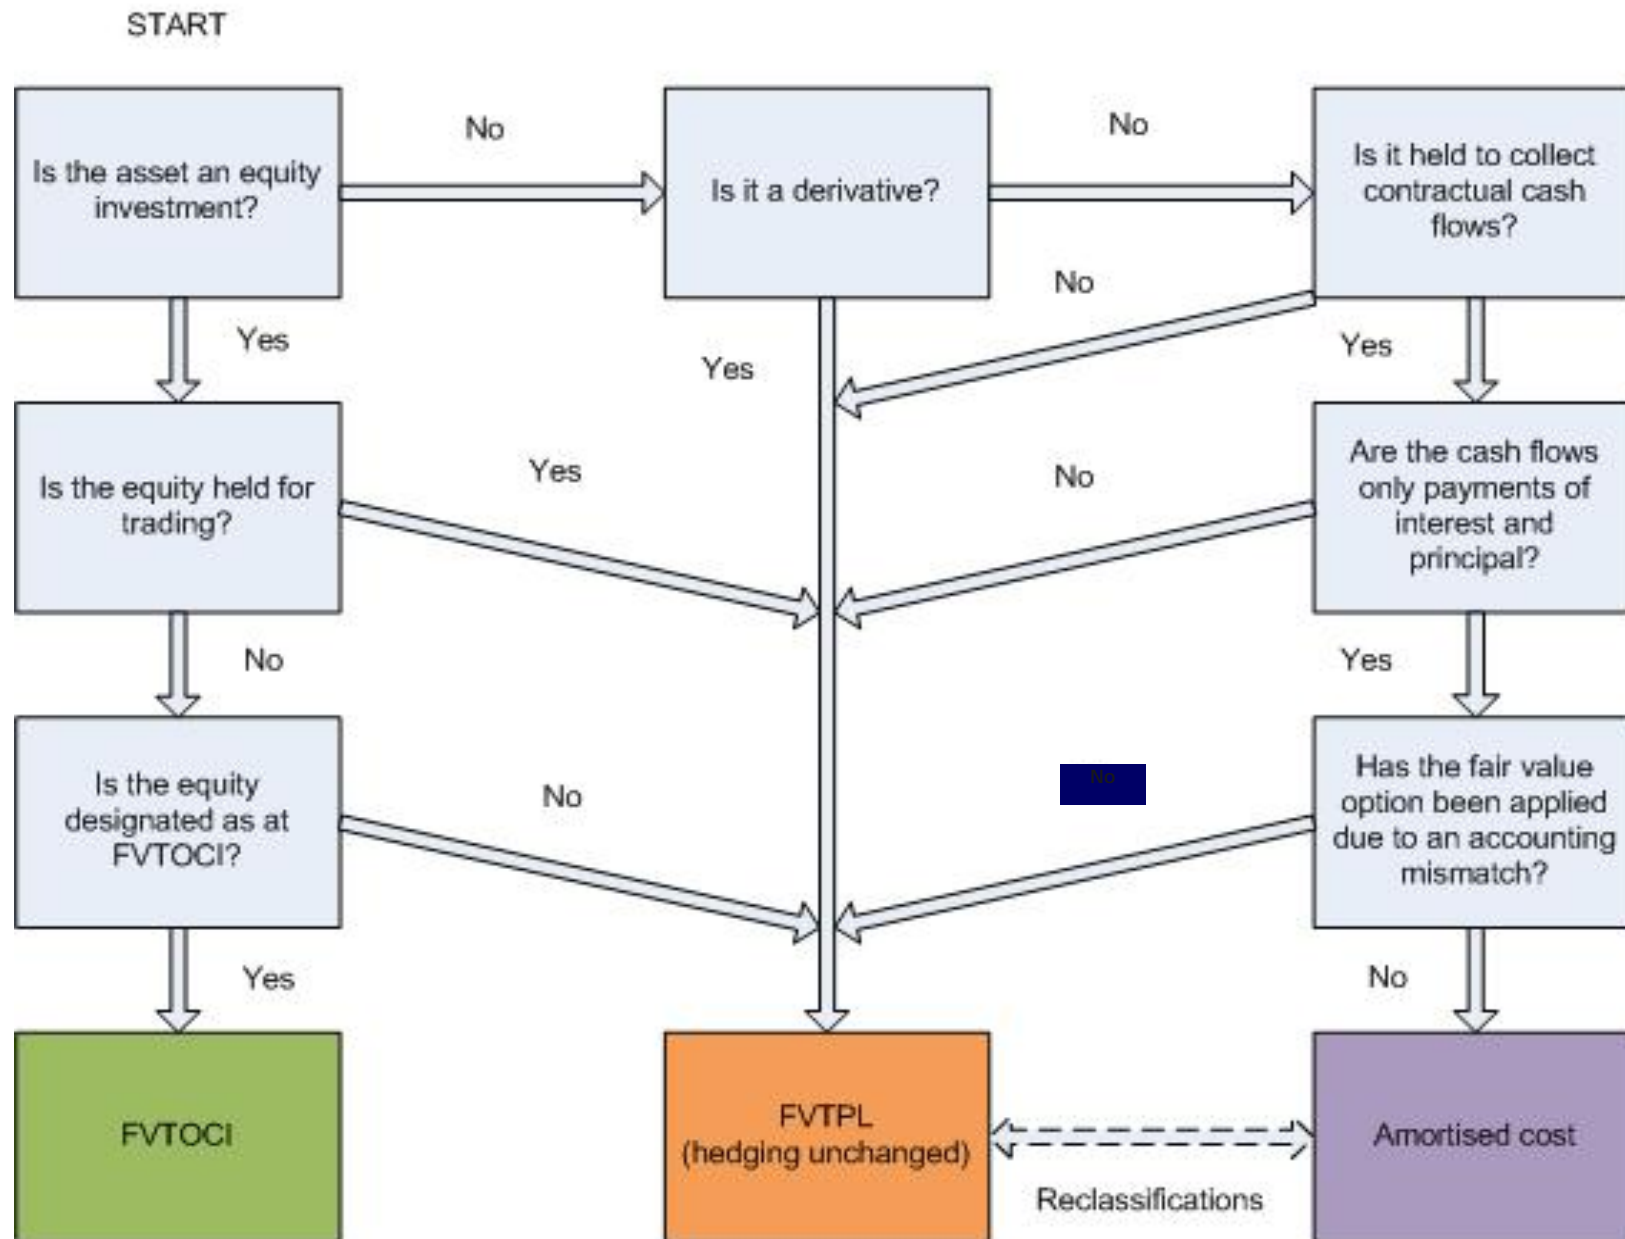 START
Is the asset an equity
investment?
No
Is it a derivative?
No
Is it held to collect
contractual cash
flows?
Yes
Yes
No
Yes
Is the equity held for
trading?
Yes
No
Are the cash flows
only payments of
interest and
principal?
No
Yes
Is the equity
designated as at
FVTOCI?
No
No
Has the fair value
option been applied
due to an accounting
mismatch?
Yes
No
FVTOCI
FVTPL
(hedging unchanged)
Reclassifications
Amortised cost